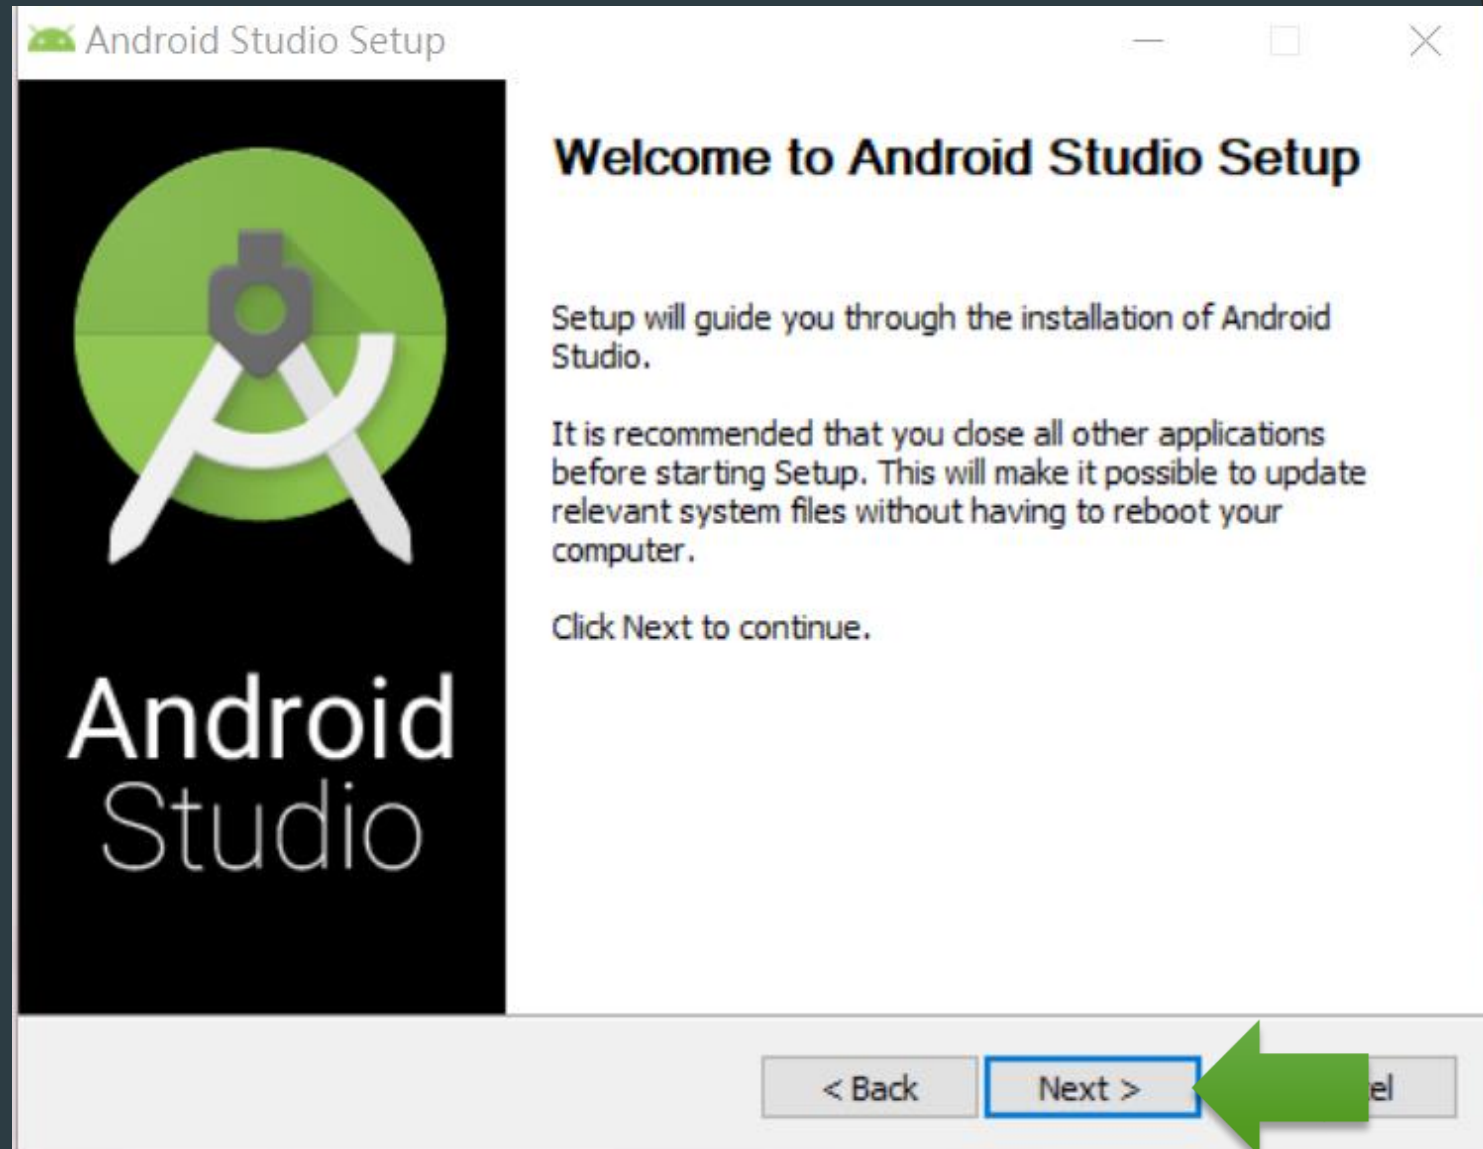 Android Studio Setup
Welcome to Android Studio Setup
Setup will guide you through the installation of Android
Studio.
It is recommended that you close all other applications
before starting Setup. This will make it possible to update
relevant system files without having to reboot your
computer.
Click Next to continue.
Android
Studio
< Back
Next >
el